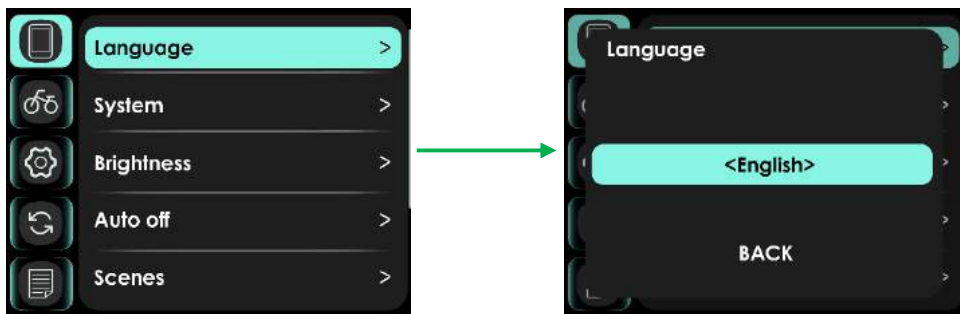 Language >
System >
Brightness >
Auto off >
Scenes >
Language
<English>
BACK